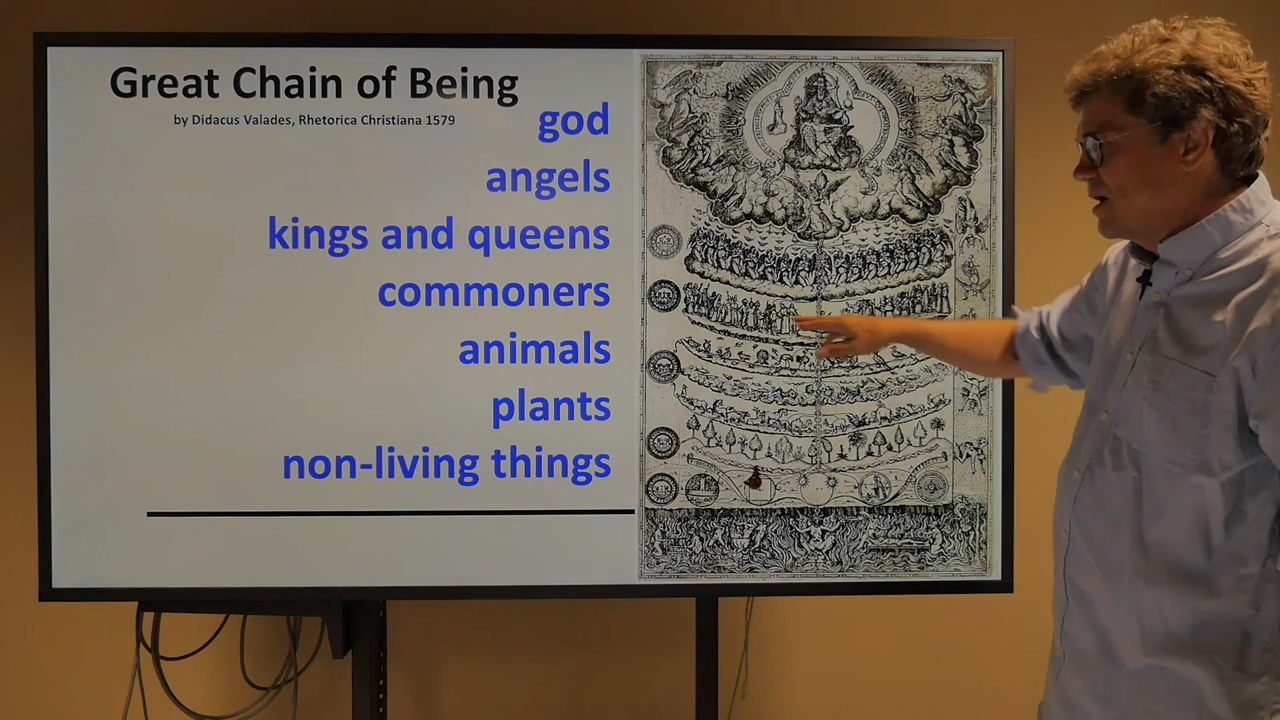 Great Chain of Being
by Didacus Valades, Rhetorica Christiana 1579
god
angels
kings and queens
commoners
animals
plants
non-living things